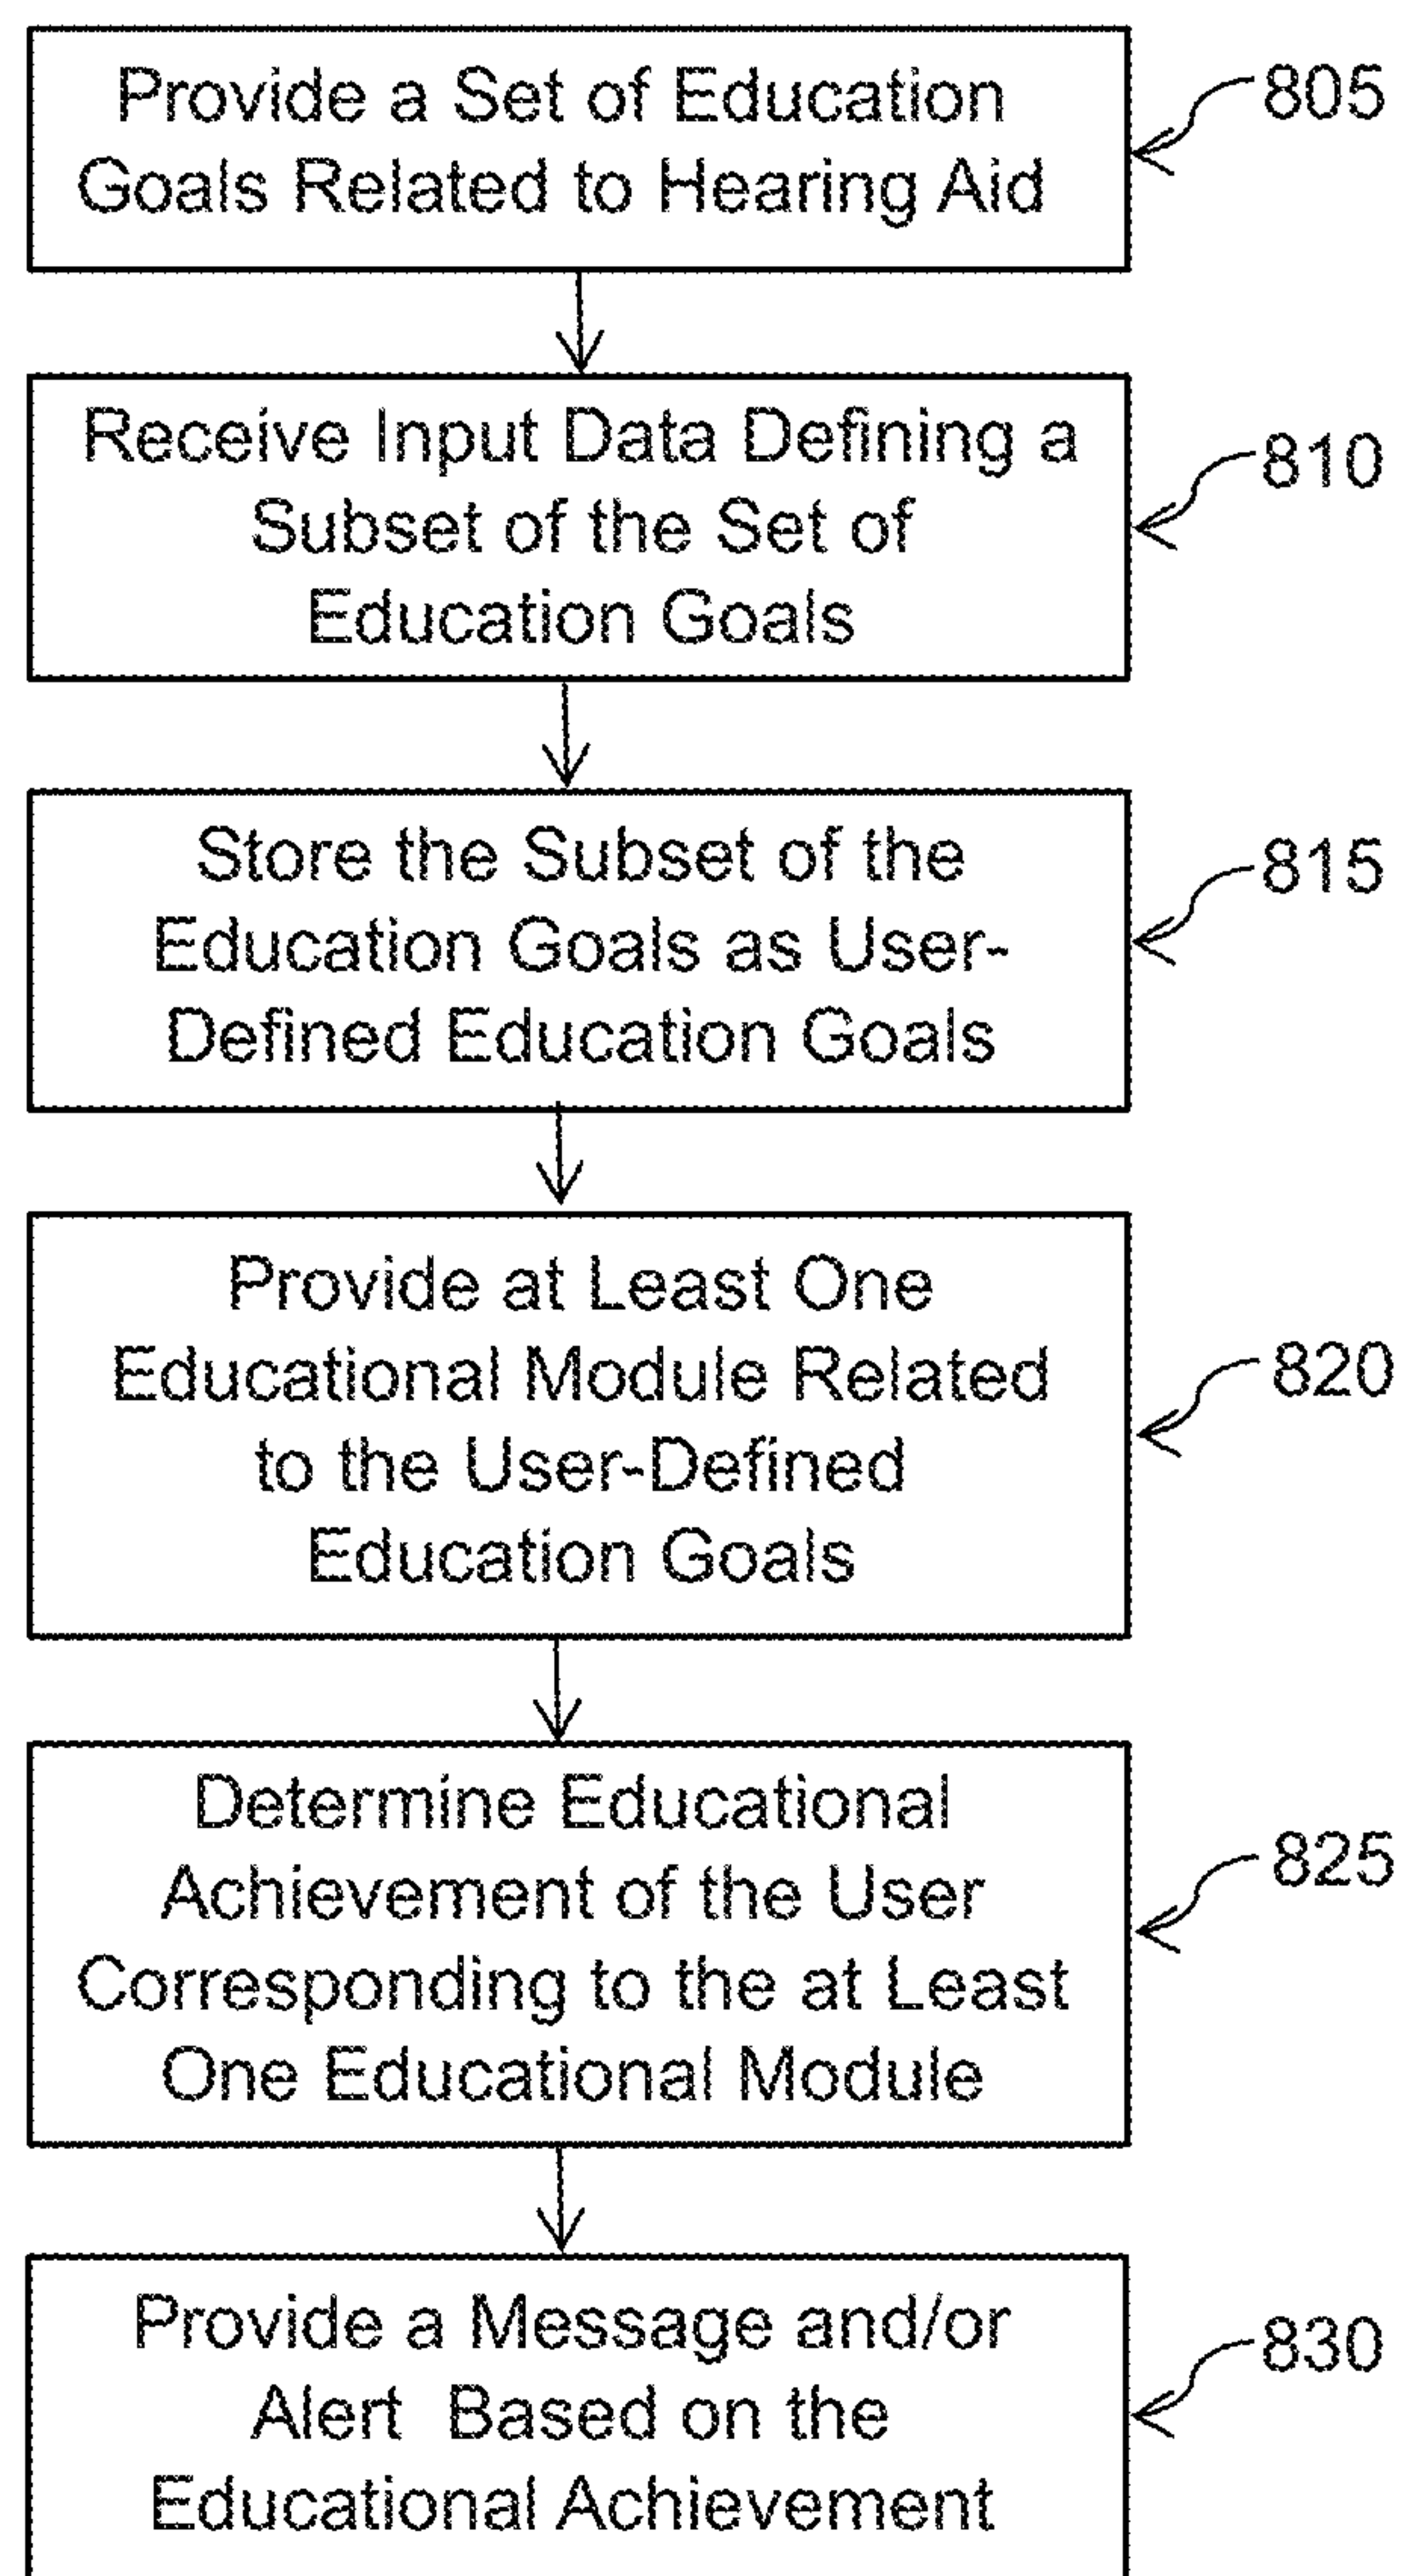 Provide a Set of Education
Goals Related to Hearing Aid
805
Receive Input Data Defining a
Subset of the Set of
Education Goals
810
Store the Subset of the
Education Goals as User-
Defined Education Goals
815
Provide at Least One
Educational Module Related
to the User-Defined
Education Goals
820
Determine Educational
Achievement of the User
Corresponding to the at Least
One Educational Module
825
Provide a Message and/or
Alert Based on the
Educational Achievement
830